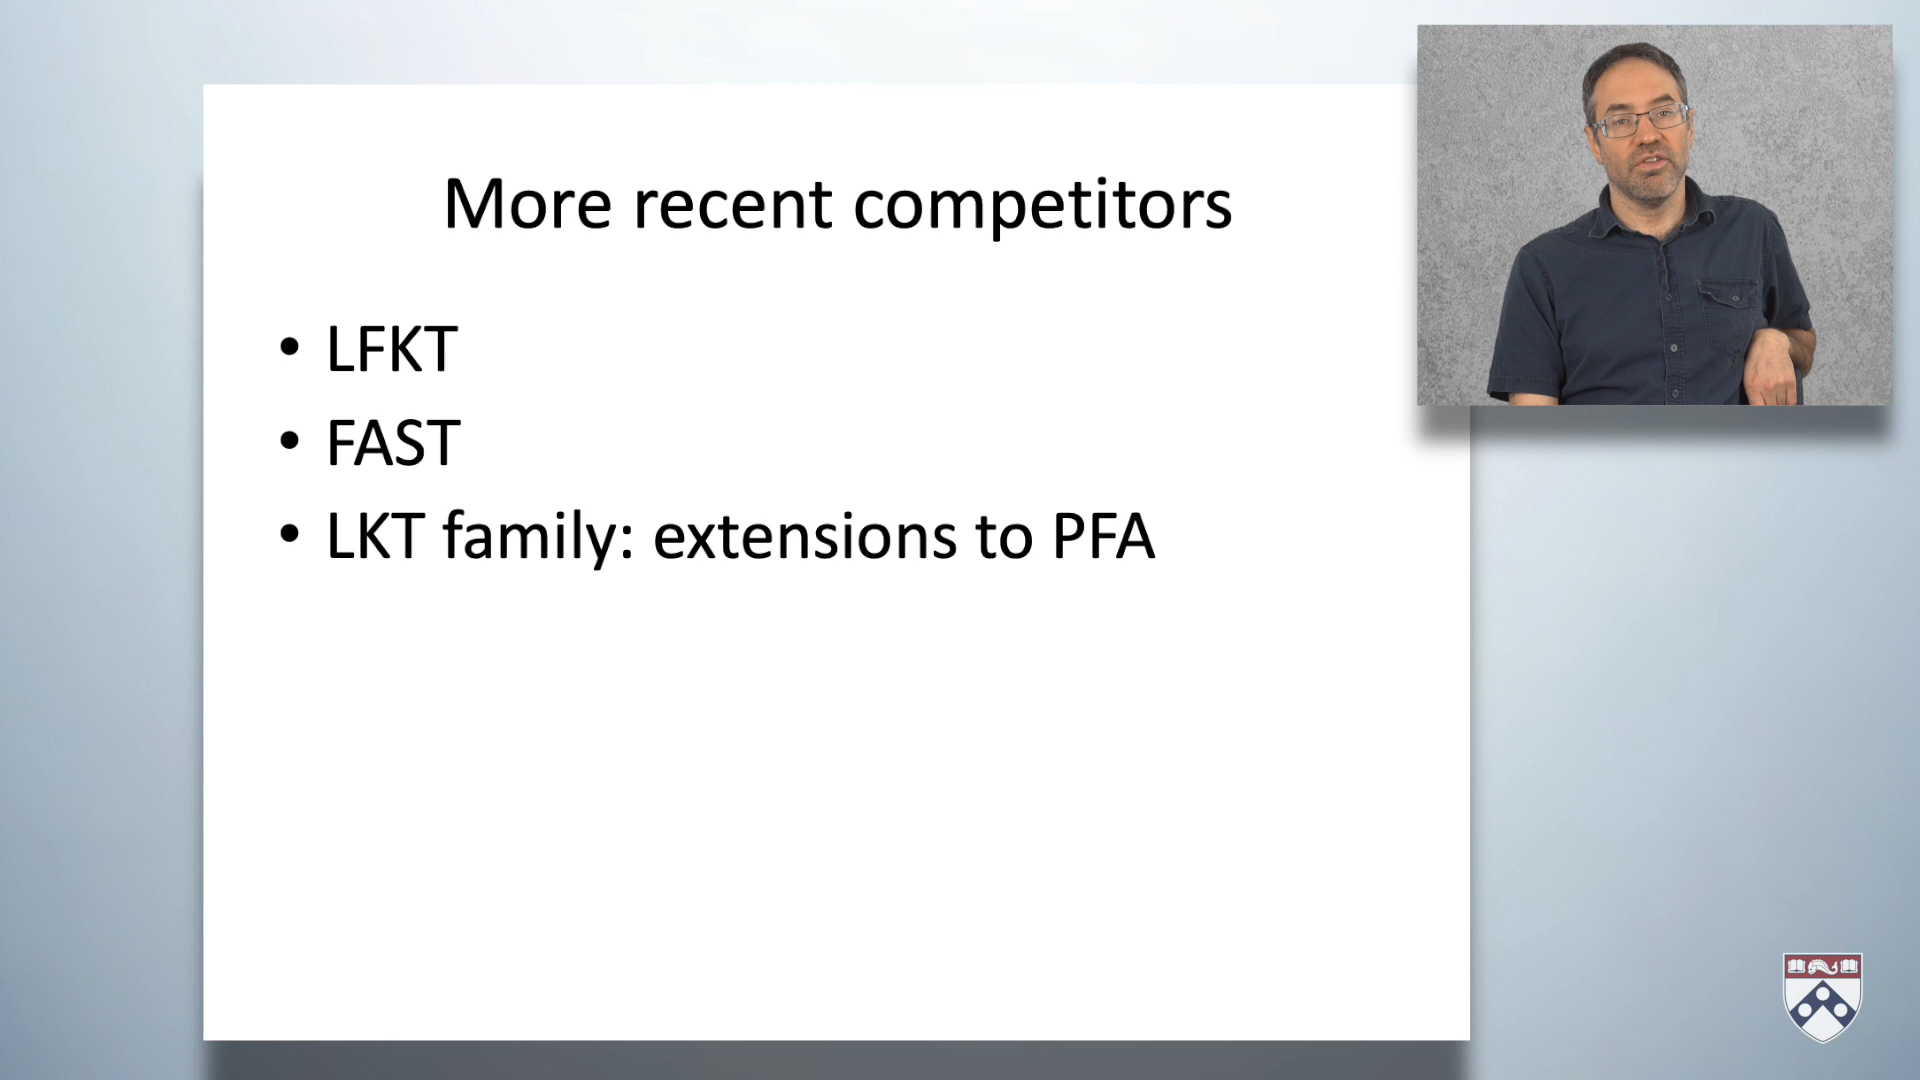 More recent competitors
• LFKT
• FAST
• LKT family: extensions to PFA